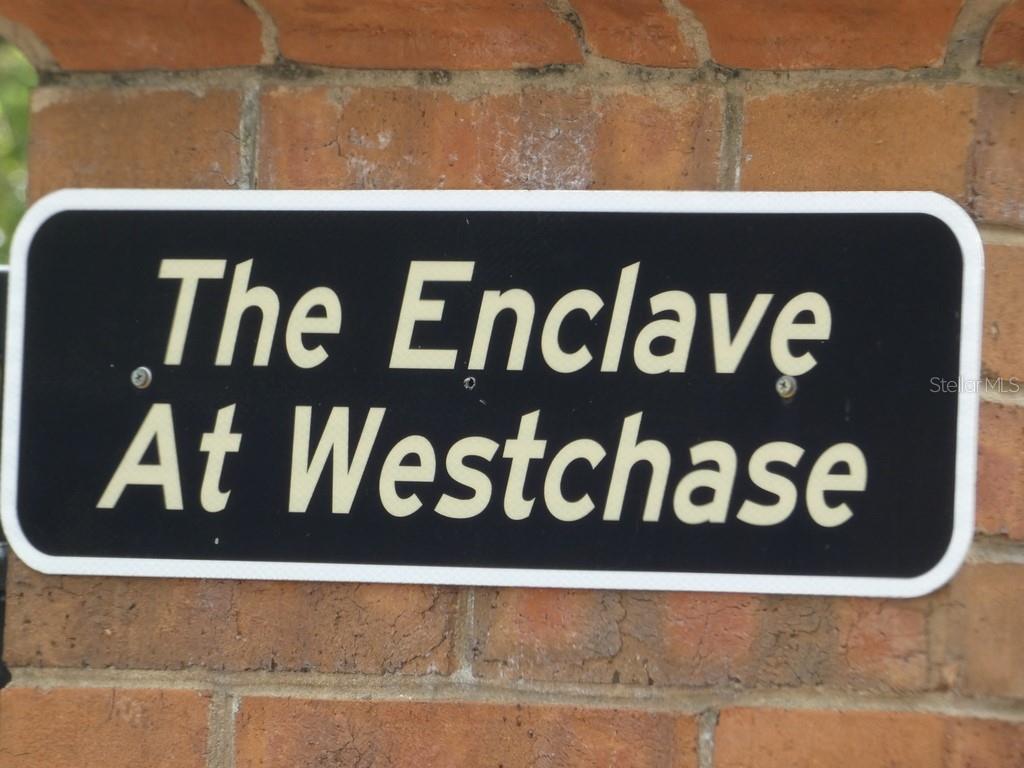 The Enclave
At Westchase
Stellar MLS